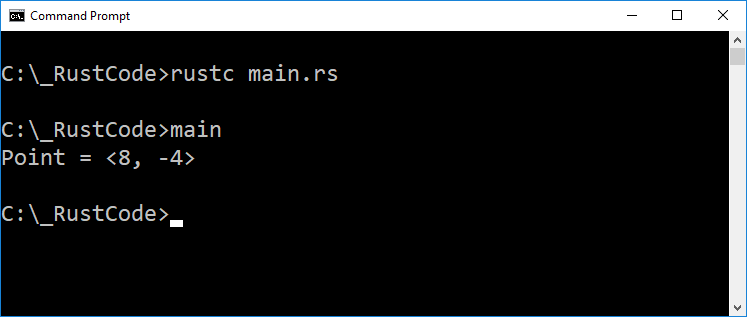 Command Prompt
C:\_RustCode>rustc main.rs
C:\_RustCode>main
Point = <8, -4>
C:\_RustCode>